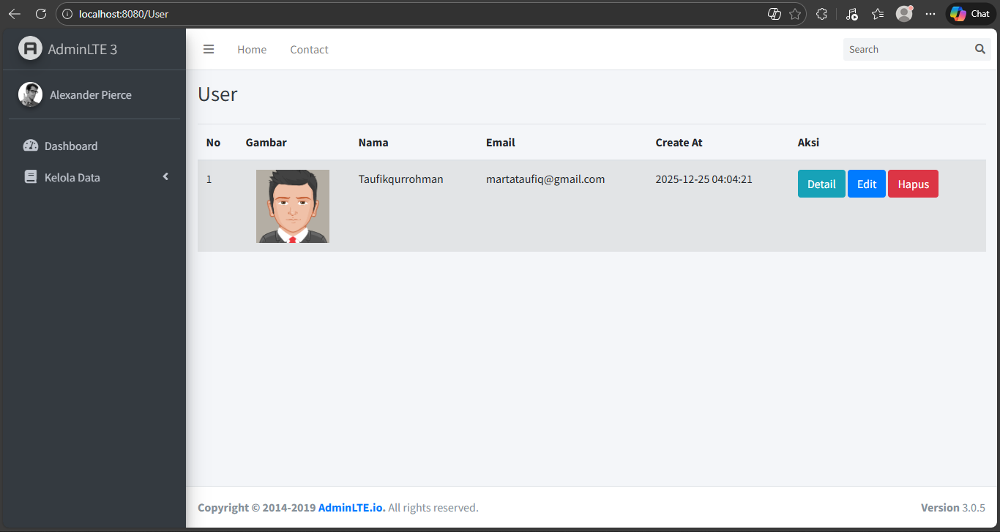 localhost:8080/User
Chat
AdminLTE 3
Home
Contact
Search
Alexander Pierce
User
Dashboard
Kelola Data
No Gambar Nama Email Create At Aksi
1 Taufikqurrohman martataufiq@gmail.com 2025-12-25 04:04:21 Detail Edit Hapus
Copyright © 2014-2019 AdminLTE.io. All rights reserved.
Version 3.0.5